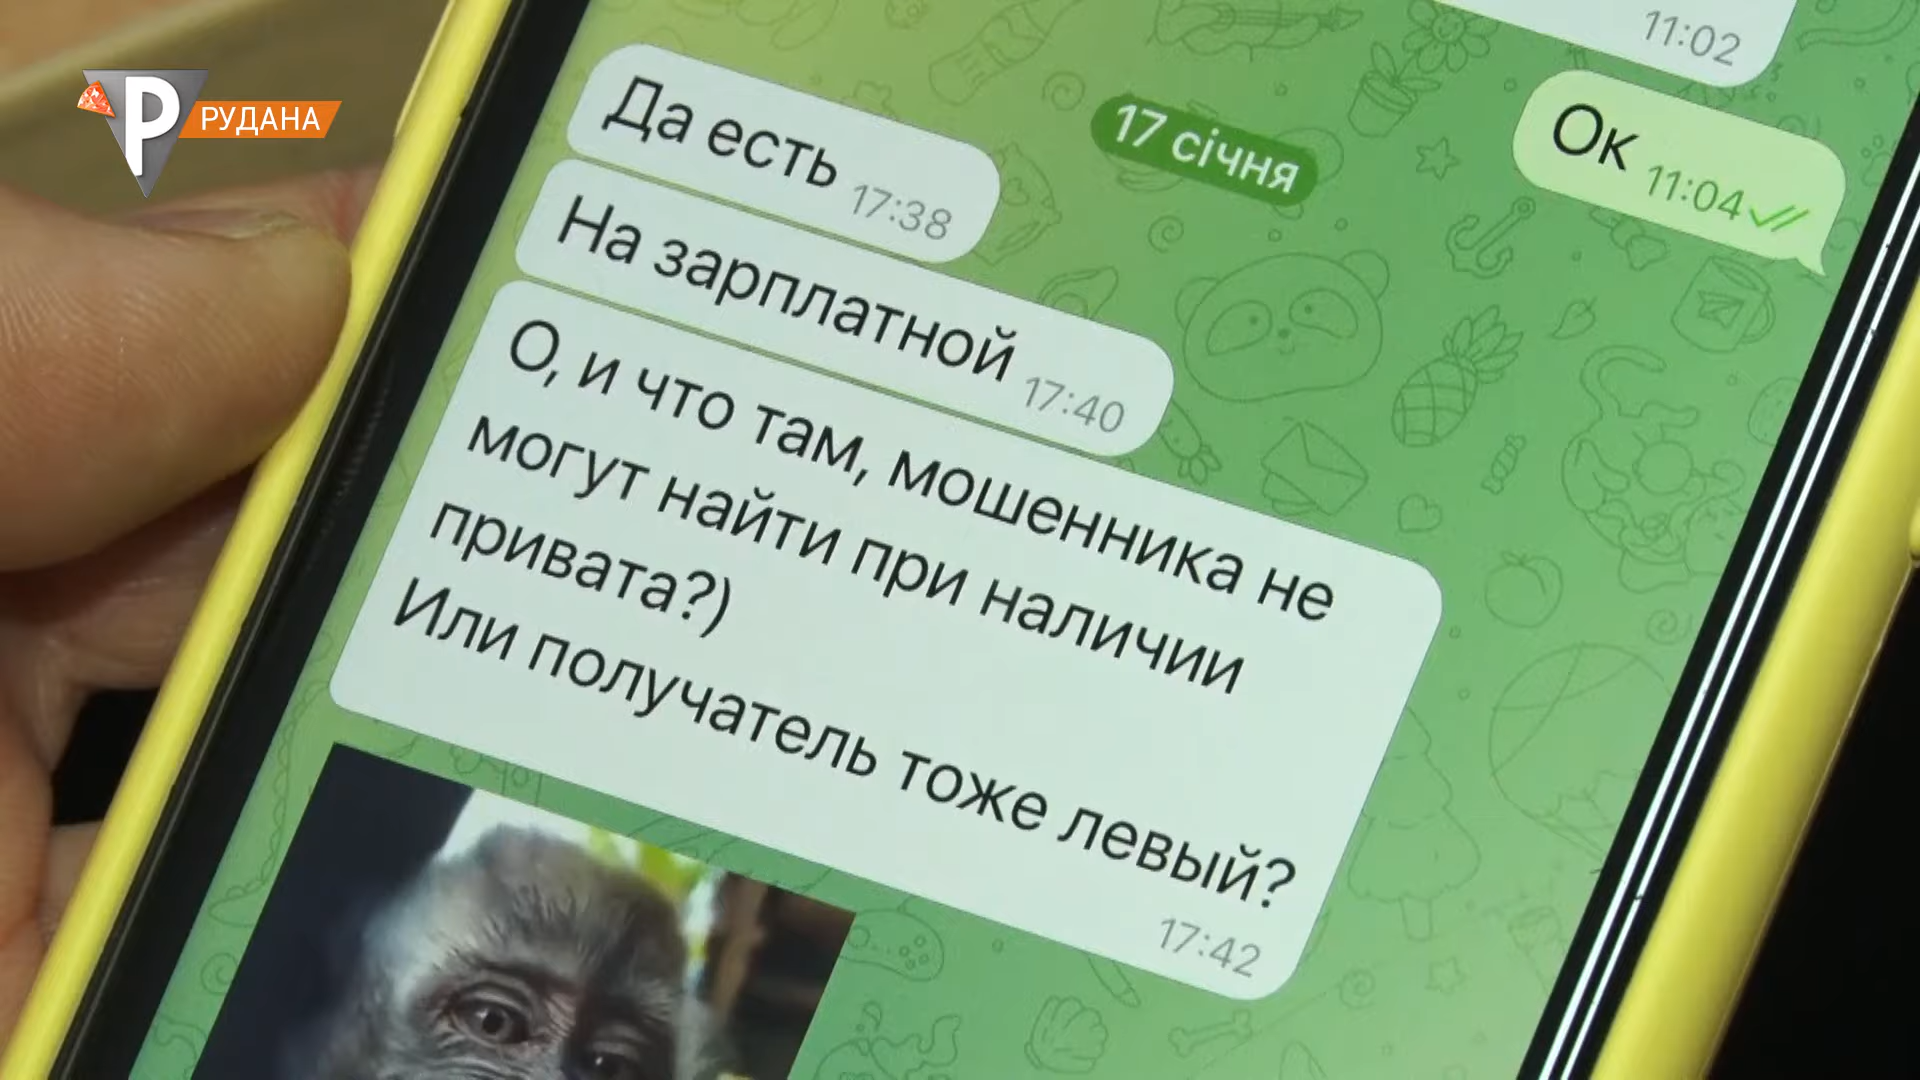 Р РУДАНА
11:02
Ок 11:04
17 січня
Да есть 17:38
На зарплатной 17:40
О, и что там, мошенника не
могут найти при наличии
привата?)
Или получатель тоже левый?
17:42